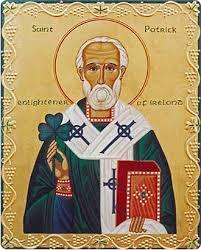 Saint Patrick
enlightener of ireland